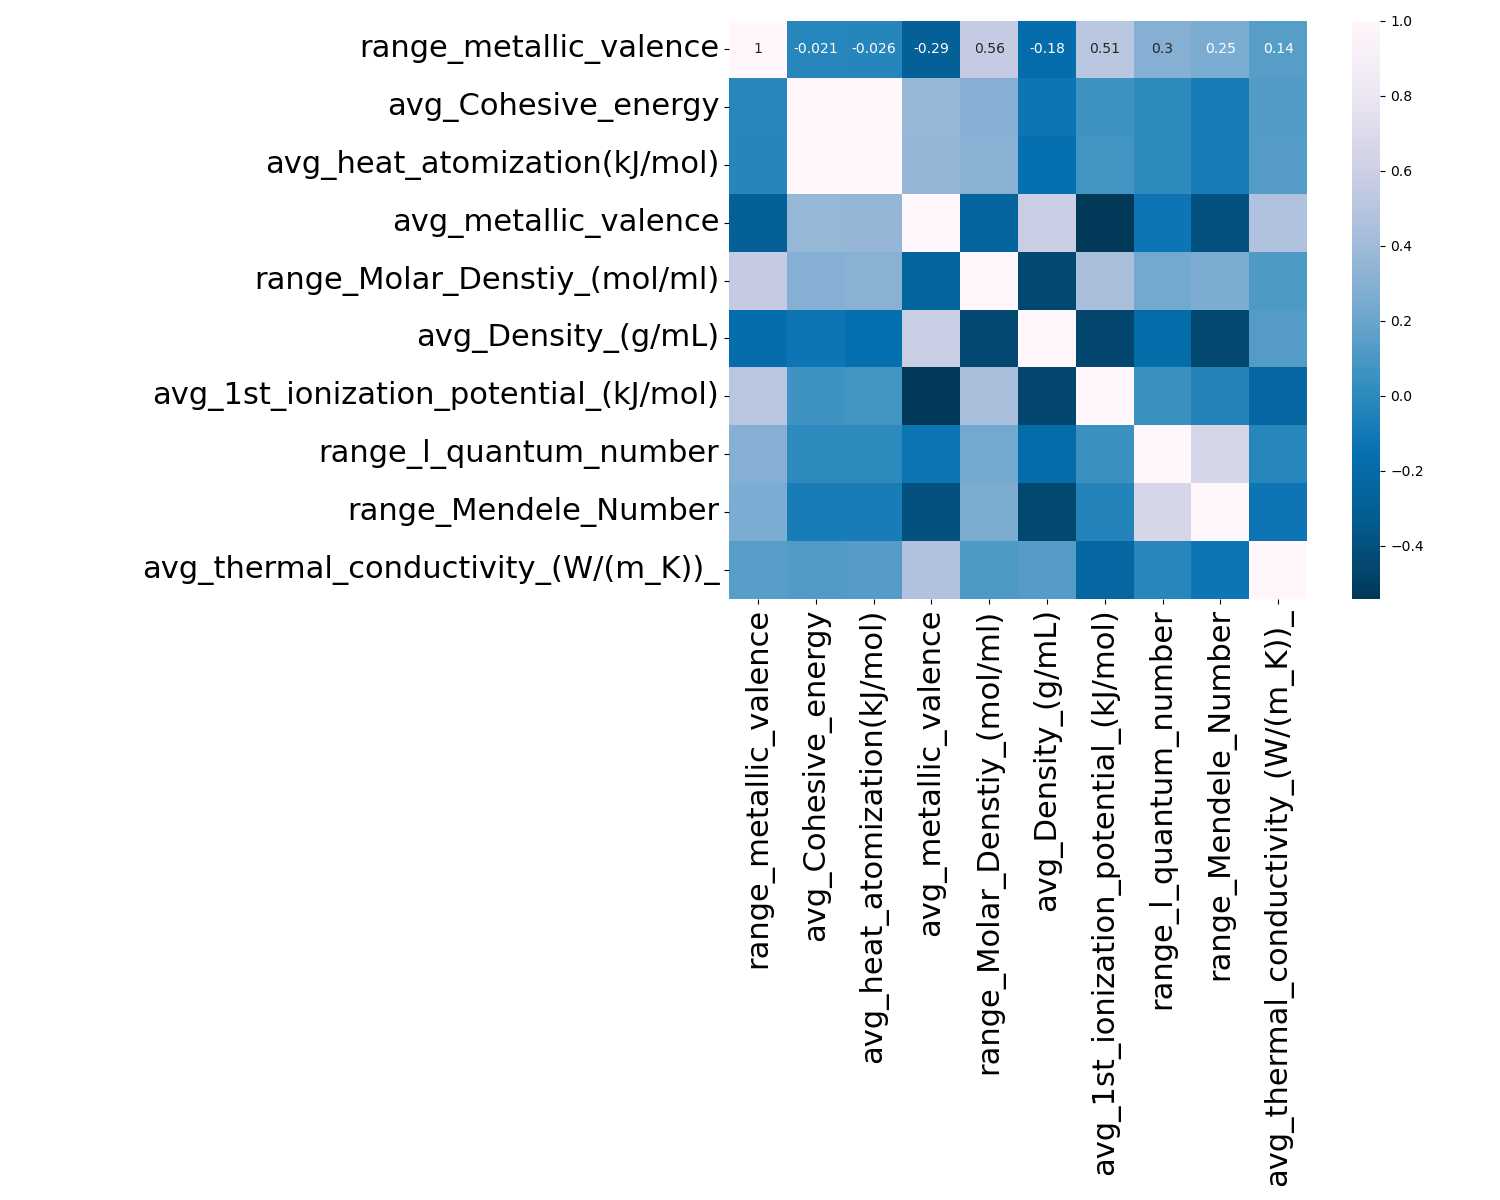 range_metallic_valence
1 -0.021 -0.026 -0.29 0.56 -0.18 0.51 0.3 0.25 0.14
avg_Cohesive_energy
avg_heat_atomization(kJ/mol)
avg_metallic_valence
range_Molar_Denstiy_(mol/ml)
avg_Density_(g/mL)
avg_1st_ionization_potential_(kJ/mol)
range_l_quantum_number
range_Mendele_Number
avg_thermal_conductivity_(W/(m_K))_
range_metallic_valence
avg_Cohesive_energy
avg_heat_atomization(kJ/mol)
avg_metallic_valence
range_Molar_Denstiy_(mol/ml)
avg_Density_(g/mL)
avg_1st_ionization_potential_(kJ/mol)
range_l_quantum_number
range_Mendele_Number
avg_thermal_conductivity_(W/(m_K))_
1.0
0.8
0.6
0.4
0.2
0.0
−0.2
−0.4